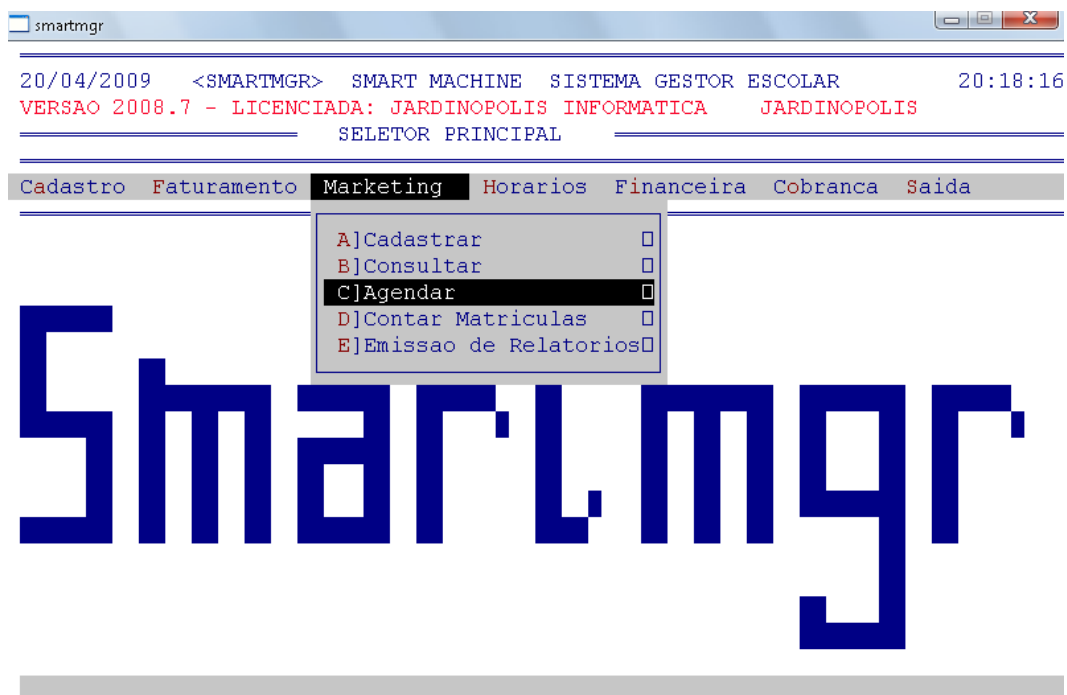 smartmgr
20/04/2009 <SMARTMGR> SMART MACHINE SISTEMA GESTOR ESCOLAR 20:18:16
VERSAO 2008.7 - LICENCIADA: JARDINOPOLIS INFORMATICA JARDINOPOLIS
SELETOR PRINCIPAL
Cadastro Faturamento Marketing Horarios Financeira Cobranca Saida
A]Cadastrar
B]Consultar
C]Agendar
D]Contar Matriculas
E]Emissao de Relatorios
Smartmgr